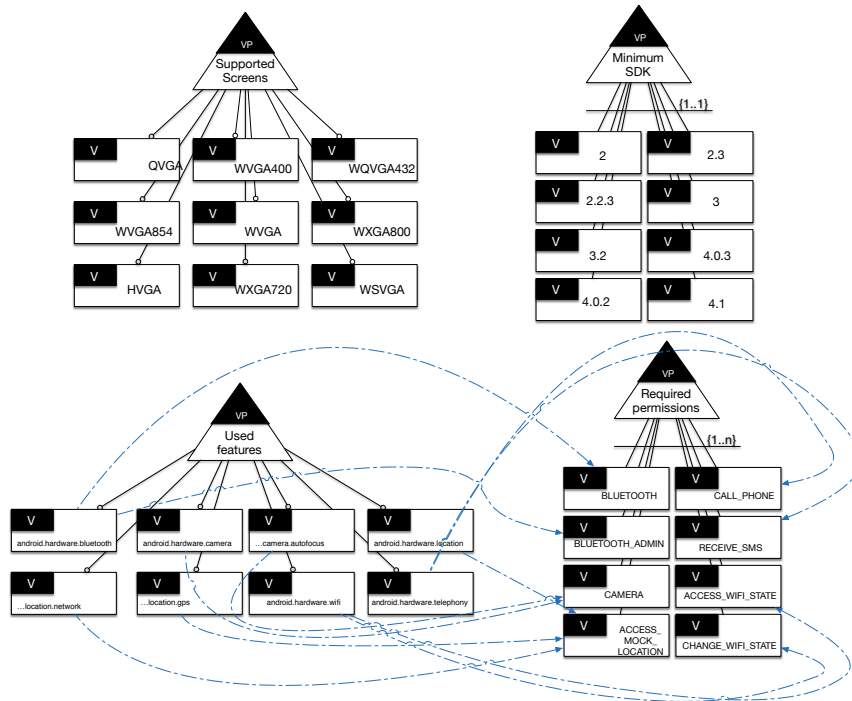 VP
Supported
Screens
V
QVGA
V
WVGA400
V
WQVGA432
V
WVGA854
V
WVGA
V
WXGA800
V
HVGA
V
WXGA720
V
WSVGA
VP
Minimum
SDK
{1..1}
V
2
V
2.3
V
2.2.3
V
3
V
3.2
V
4.0.3
V
4.0.2
V
4.1
VP
Used
features
V
android.hardware.bluetooth
V
android.hardware.camera
V
...camera.autofocus
V
android.hardware.location
V
...location.network
V
...location.gps
V
android.hardware.wifi
V
android.hardware.telephony
VP
Required
permissions
{1..n}
V
BLUETOOTH
V
CALL_PHONE
V
BLUETOOTH_ADMIN
V
RECEIVE_SMS
V
CAMERA
V
ACCESS_WIFI_STATE
V
ACCESS_
MOCK_
LOCATION
V
CHANGE_WIFI_STATE